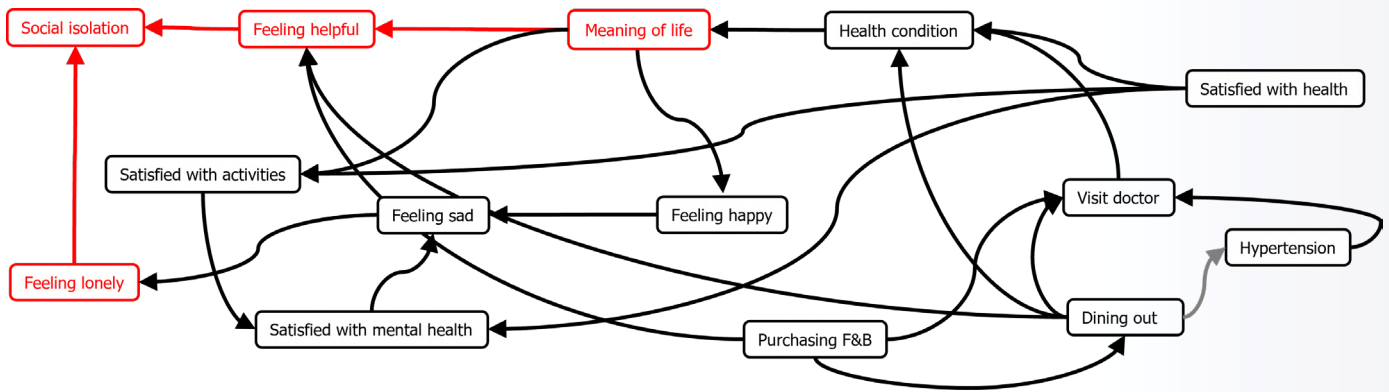 Social isolation
Feeling helpful
Meaning of life
Health condition
Satisfied with health
Satisfied with activities
Feeling sad
Feeling happy
Visit doctor
Hypertension
Feeling lonely
Satisfied with mental health
Purchasing F&B
Dining out